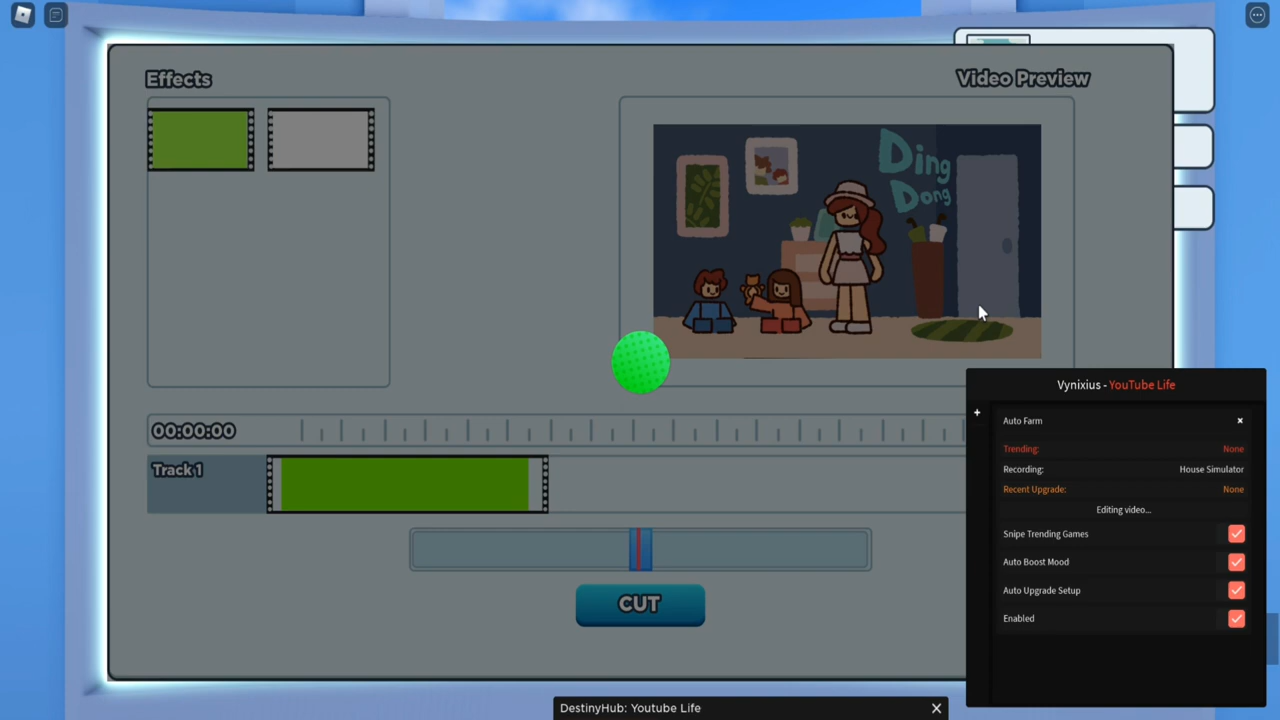 Effects
Video Preview
Ding
Dong
00:00:00
Track 1
CUT
Vynixius - YouTube Life
+
Auto Farm
Trending: None
Recording: House Simulator
Recent Upgrade: None
Editing video...
Snipe Trending Games
Auto Boost Mood
Auto Upgrade Setup
Enabled
DestinyHub: Youtube Life